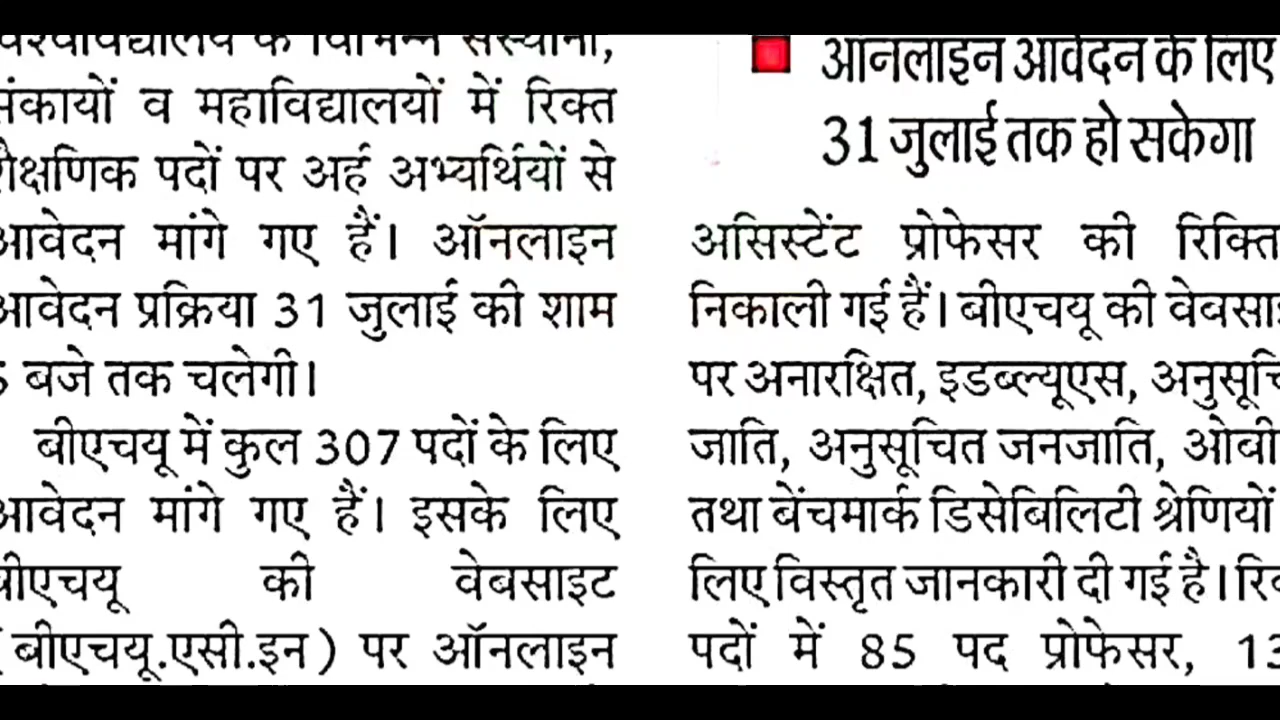 के विभिन्न संस्थानों,
संकायों व महाविद्यालयों में रिक्त
शैक्षणिक पदों पर अर्ह अभ्यर्थियों से
आवेदन मांगे गए हैं। ऑनलाइन
आवेदन प्रक्रिया 31 जुलाई की शाम
5 बजे तक चलेगी।
बीएचयू में कुल 307 पदों के लिए
आवेदन मांगे गए हैं। इसके लिए
बीएचयू की वेबसाइट
(बीएचयू.एसी.इन) पर ऑनलाइन
ऑनलाइन आवेदन के लिए
31 जुलाई तक हो सकेगा
असिस्टेंट प्रोफेसर की रिक्ति
निकाली गई हैं। बीएचयू की
पर अनारक्षित, इडब्ल्यूएस,
जाति, अनुसूचित जनजाति, ओबी
तथा बेंचमार्क डिसेबिलिटी श्रेणियों
लिए विस्तृत जानकारी दी गई है।
पदों में 85 पद प्रोफेसर, 13